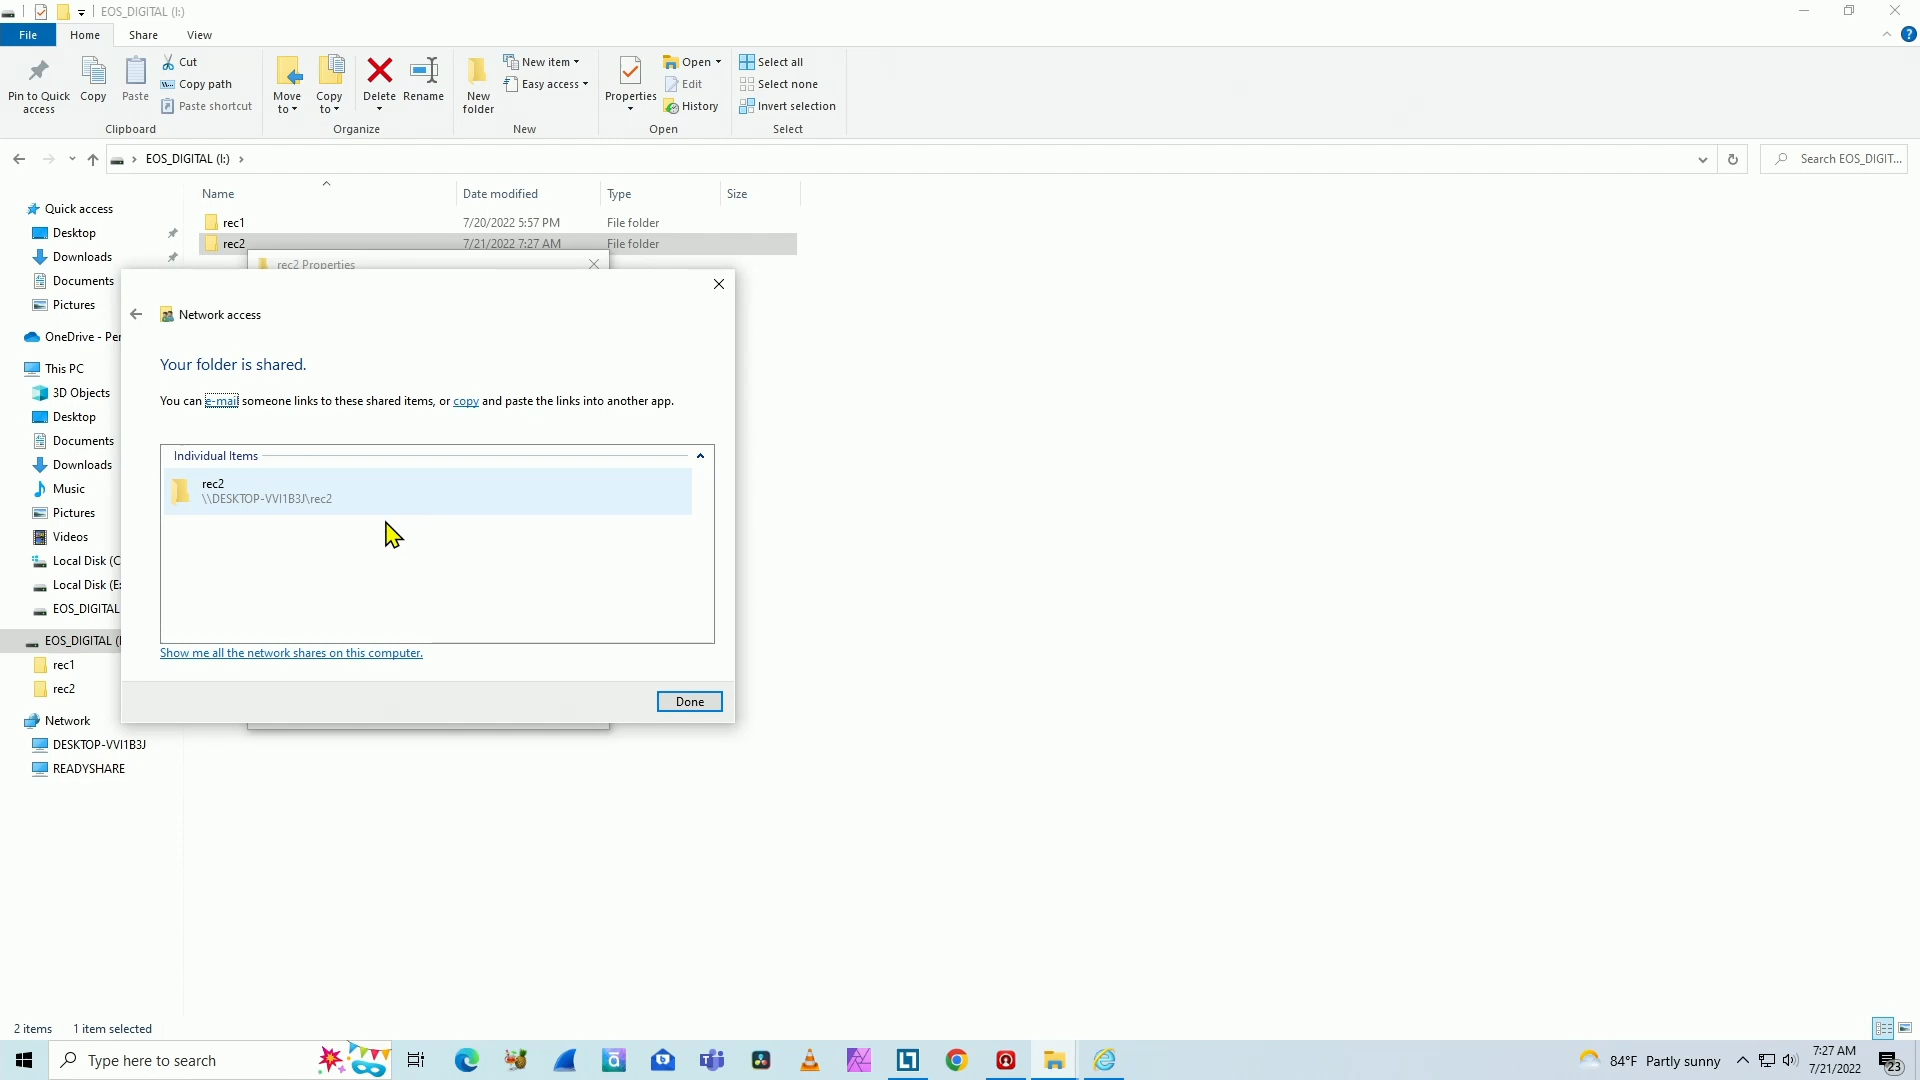 EOS_DIGITAL (I:)
File Home Share View
Pin to Quick access
Copy
Paste
Cut
Copy path
Paste shortcut
Clipboard
Move to
Copy to
Delete
Rename
Organize
New folder
New item
Easy access
New
Properties
Open
Edit
History
Open
Select all
Select none
Invert selection
Select
EOS_DIGITAL (I:)
Search EOS_DIGIT...
Name Date modified Type Size
rec1 7/20/2022 5:57 PM File folder
rec2 7/21/2022 7:27 AM File folder
Quick access
Desktop
Downloads
Documents
Pictures
OneDrive - Per
This PC
3D Objects
Desktop
Documents
Downloads
Music
Pictures
Videos
Local Disk (C
Local Disk (E:
EOS_DIGITAL
EOS_DIGITAL (I
rec1
rec2
Network
DESKTOP-VVI1B3J
READYSHARE
rec2 Properties
Network access
Your folder is shared.
You can e-mail someone links to these shared items, or copy and paste the links into another app.
Individual Items
rec2
\\DESKTOP-VVI1B3J\rec2
Show me all the network shares on this computer.
Done
2 items 1 item selected
Type here to search
84°F Partly sunny
7:27 AM
7/21/2022
23